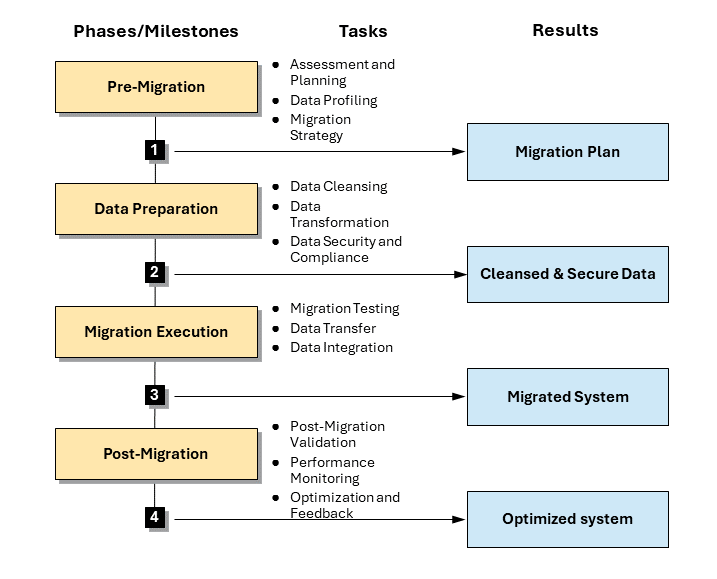 Phases/Milestones
Tasks
Results
Pre-Migration
● Assessment and
Planning
● Data Profiling
● Migration
Strategy
1
Migration Plan
Data Preparation
● Data Cleansing
● Data
Transformation
● Data Security and
Compliance
2
Cleansed & Secure Data
Migration Execution
● Migration Testing
● Data Transfer
● Data Integration
3
Migrated System
Post-Migration
● Post-Migration
Validation
● Performance
Monitoring
● Optimization and
Feedback
4
Optimized system